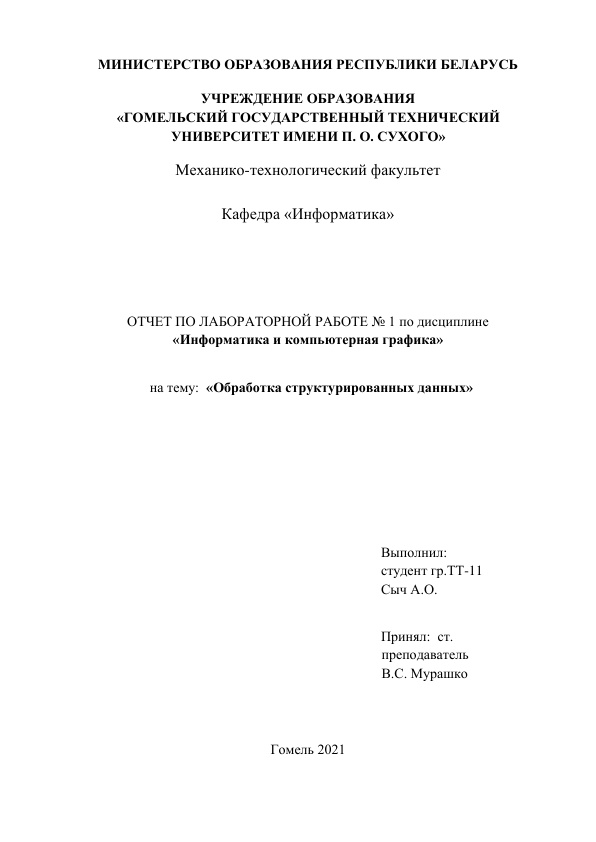 МИНИСТЕРСТВО ОБРАЗОВАНИЯ РЕСПУБЛИКИ БЕЛАРУСЬ
УЧРЕЖДЕНИЕ ОБРАЗОВАНИЯ
«ГОМЕЛЬСКИЙ ГОСУДАРСТВЕННЫЙ ТЕХНИЧЕСКИЙ
УНИВЕРСИТЕТ ИМЕНИ П. О. СУХОГО»
Механико-технологический факультет
Кафедра «Информатика»
ОТЧЕТ ПО ЛАБОРАТОРНОЙ РАБОТЕ № 1 по дисциплине
«Информатика и компьютерная графика»
на тему: «Обработка структурированных данных»
Выполнил:
студент гр.ТТ-11
Сыч А.О.
Принял: ст.
преподаватель
В.С. Мурашко
Гомель 2021